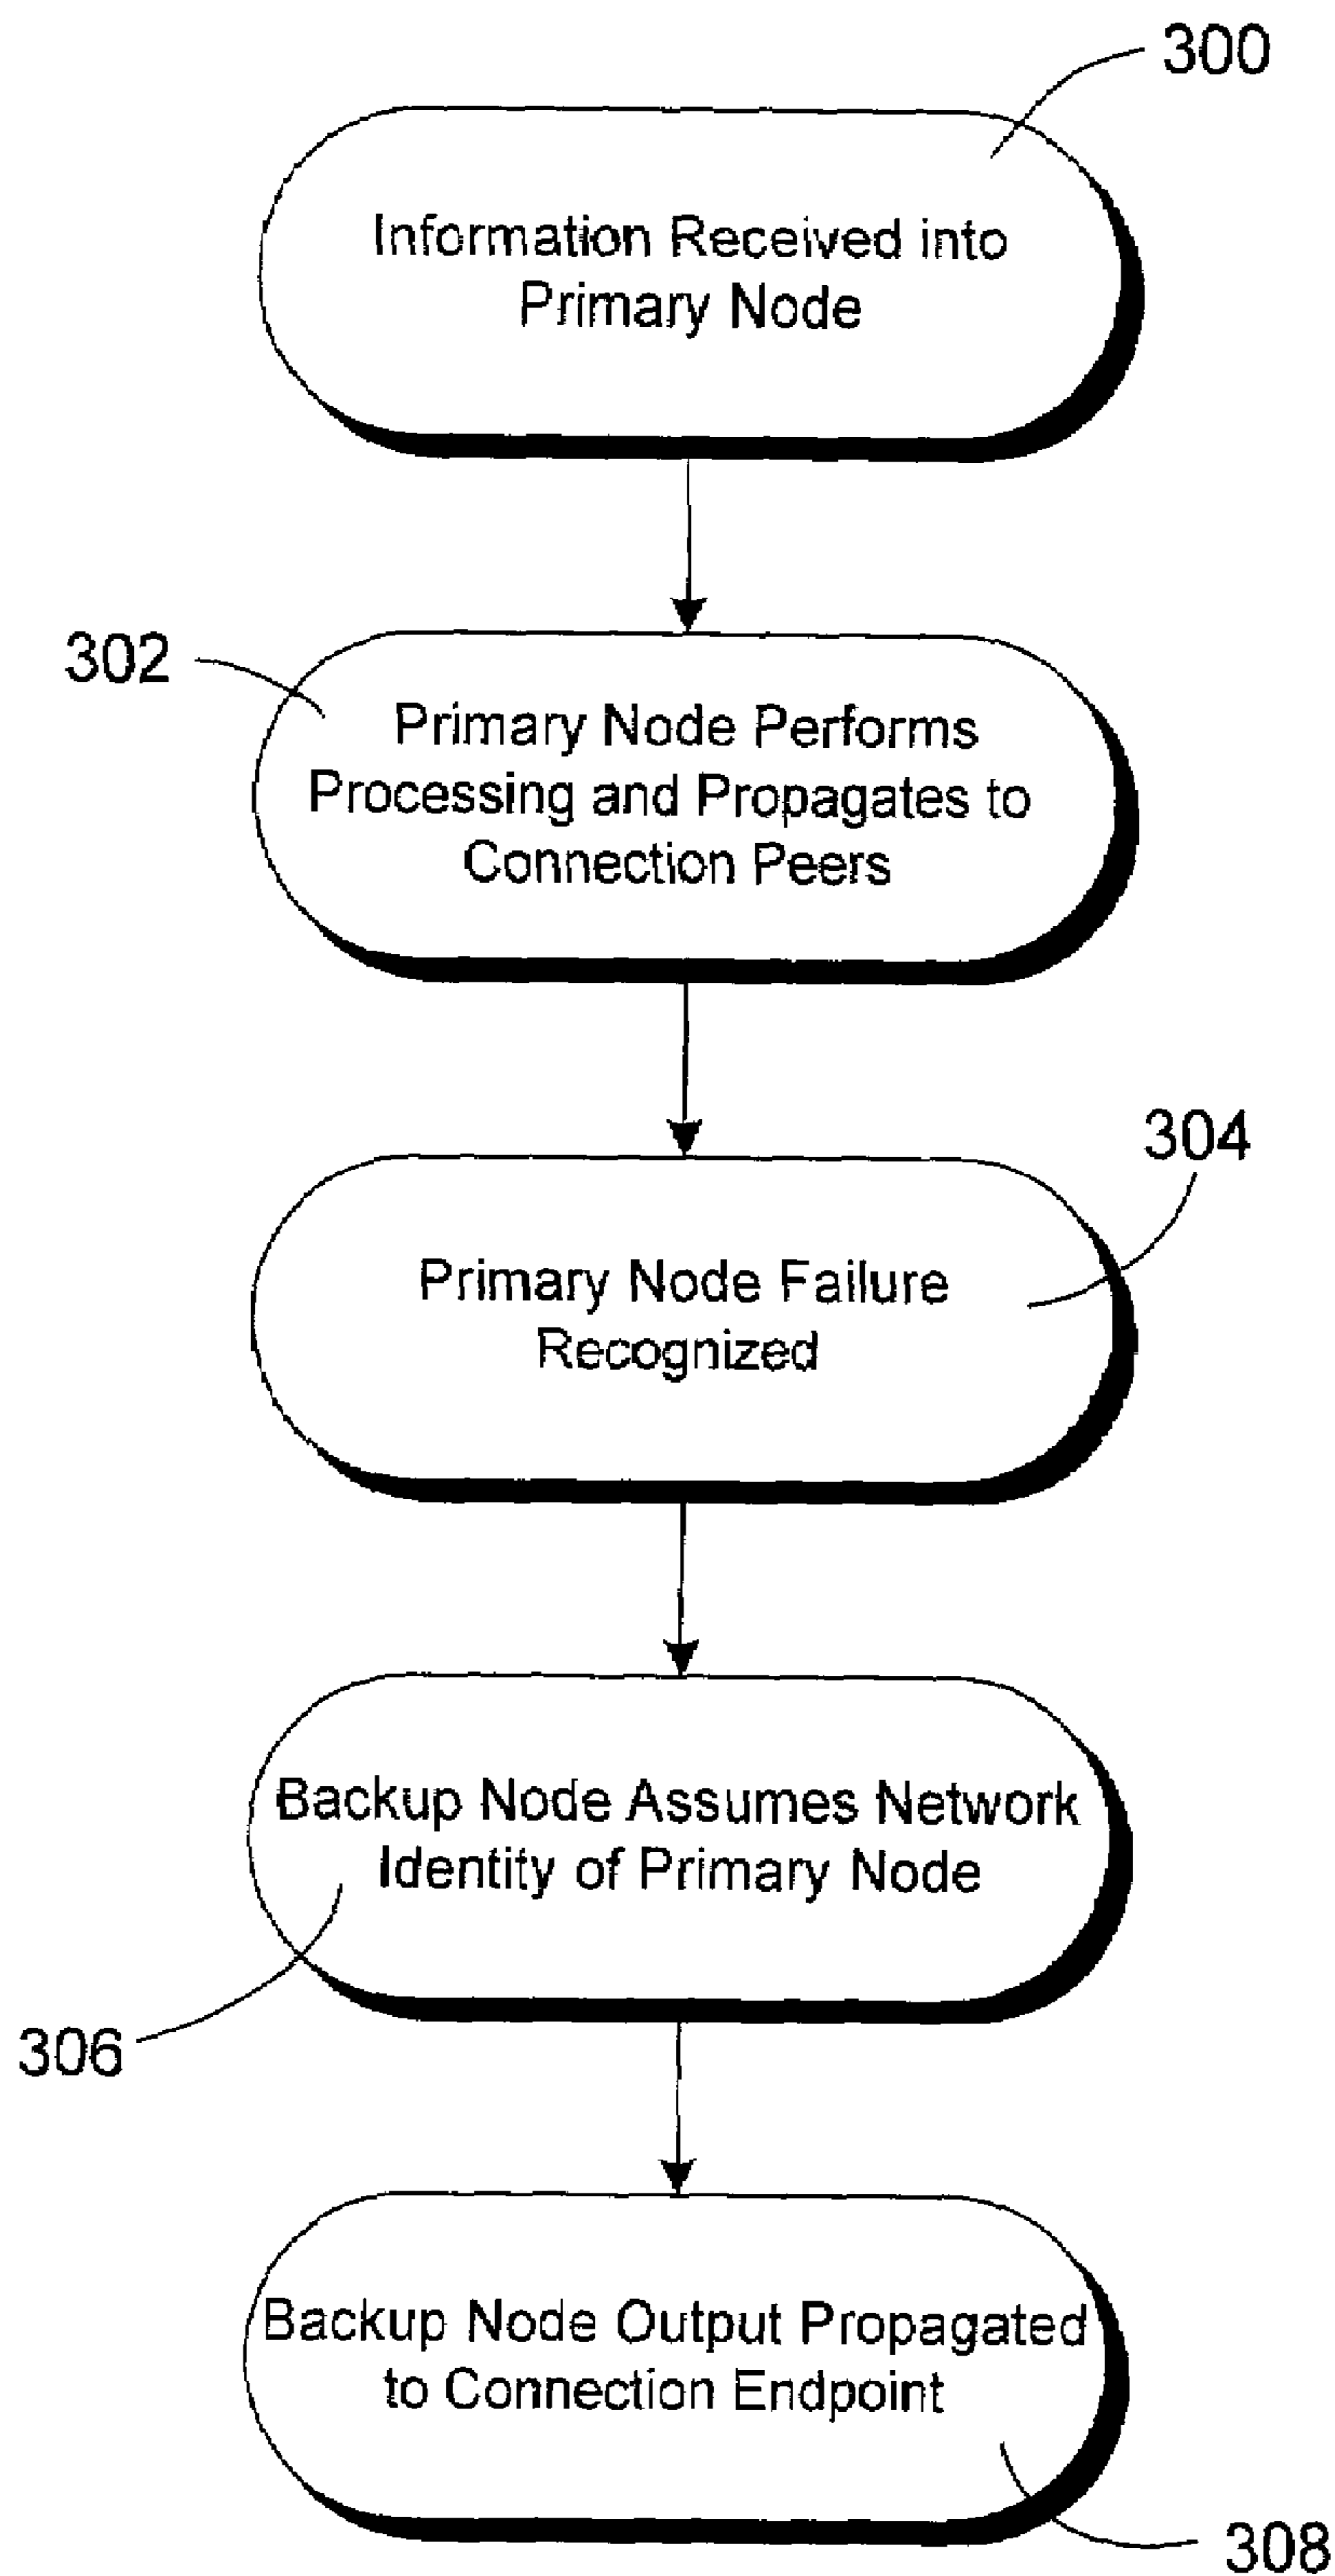 300
Information Received into
Primary Node
302
Primary Node Performs
Processing and Propagates to
Connection Peers
304
Primary Node Failure
Recognized
Backup Node Assumes Network
Identity of Primary Node
306
Backup Node Output Propagated
to Connection Endpoint
308